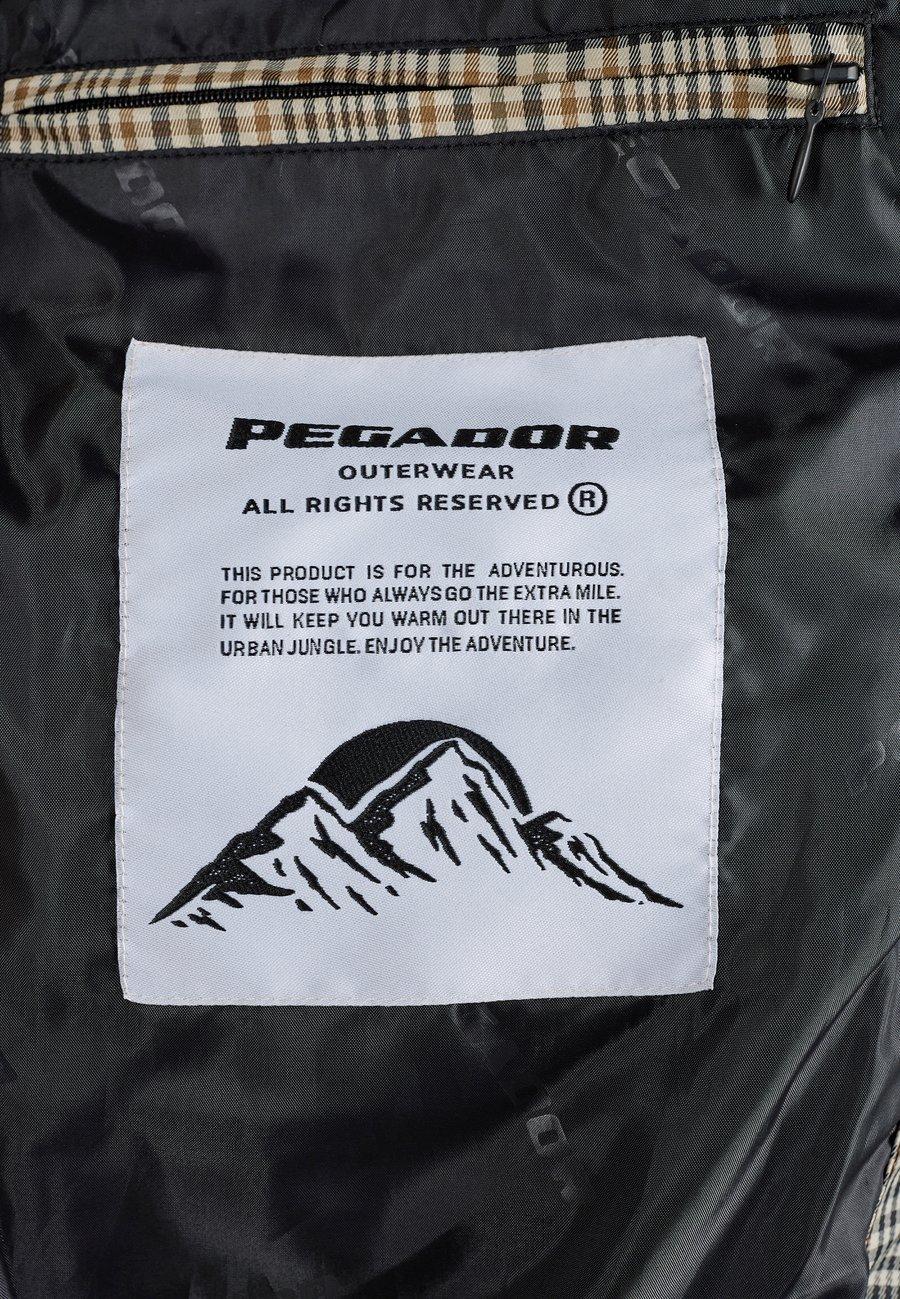 PEGADOR
OUTERWEAR
ALL RIGHTS RESERVED ®
THIS PRODUCT IS FOR THE ADVENTUROUS.
FOR THOSE WHO ALWAYS GO THE EXTRA MILE.
IT WILL KEEP YOU WARM OUT THERE IN THE
URBAN JUNGLE. ENJOY THE ADVENTURE.